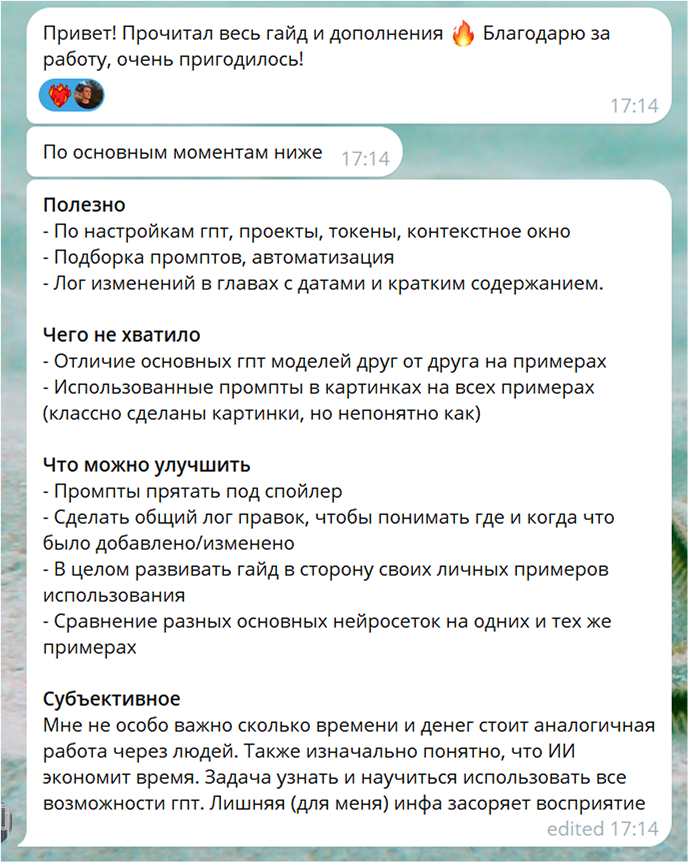 Привет! Прочитал весь гайд и дополнения 🔥 Благодарю за
работу, очень пригодилось!
17:14
По основным моментам ниже 17:14
Полезно
- По настройкам гпт, проекты, токены, контекстное окно
- Подборка промптов, автоматизация
- Лог изменений в главах с датами и кратким содержанием.
Чего не хватило
- Отличие основных гпт моделей друг от друга на примерах
- Использованные промпты в картинках на всех примерах
(классно сделаны картинки, но непонятно как)
Что можно улучшить
- Промпты прятать под спойлер
- Сделать общий лог правок, чтобы понимать где и когда что
было добавлено/изменено
- В целом развивать гайд в сторону своих личных примеров
использования
- Сравнение разных основных нейросеток на одних и тех же
примерах
Субъективное
Мне не особо важно сколько времени и денег стоит аналогичная
работа через людей. Также изначально понятно, что ИИ
экономит время. Задача узнать и научиться использовать все
возможности гпт. Лишняя (для меня) инфа засоряет восприятие
edited 17:14